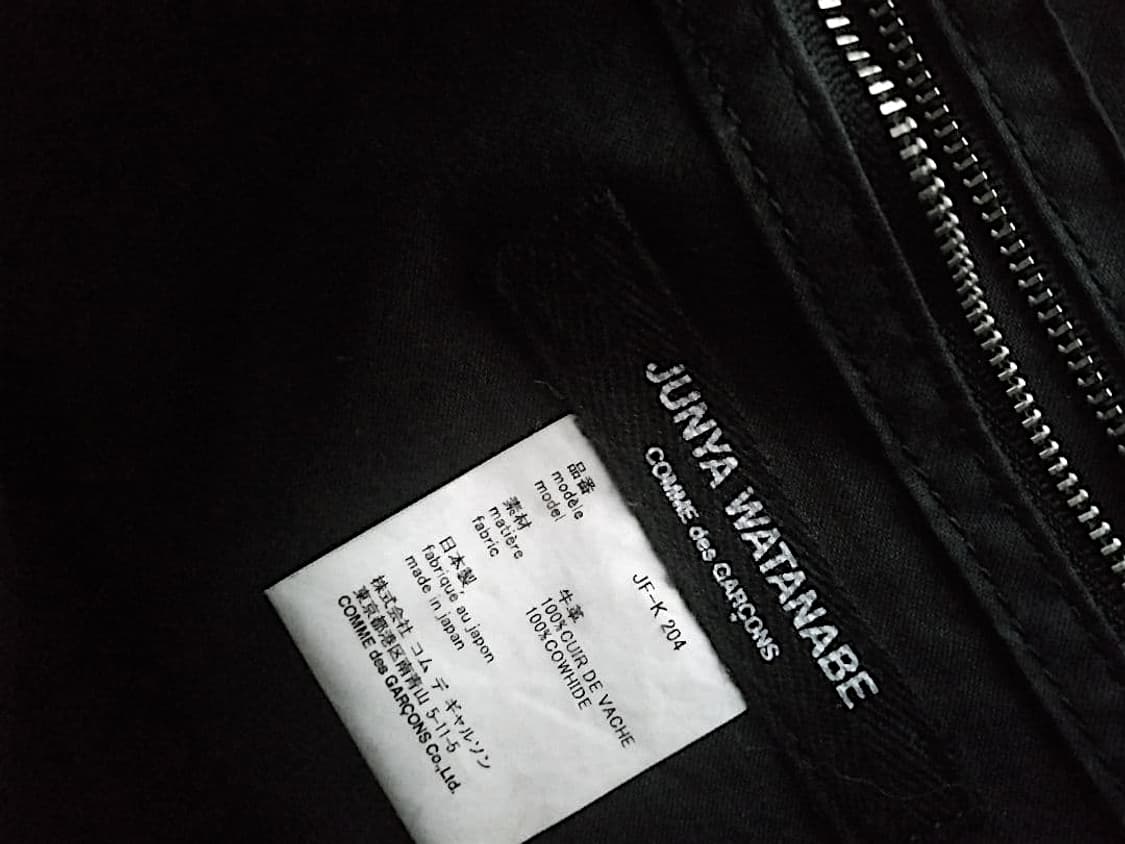 JUNYA WATANABE
COMME des GARÇONS
品番
modèle
model
JF-K 204
素材
matière
fabric
牛革
100%CUIR DE VACHE
100%COWHIDE
日本製
fabrique au japon
made in japan
株式会社 コム デ ギャルソン
東京都港区南青山 5-11-5
COMME des GARÇONS Co.,Ltd.